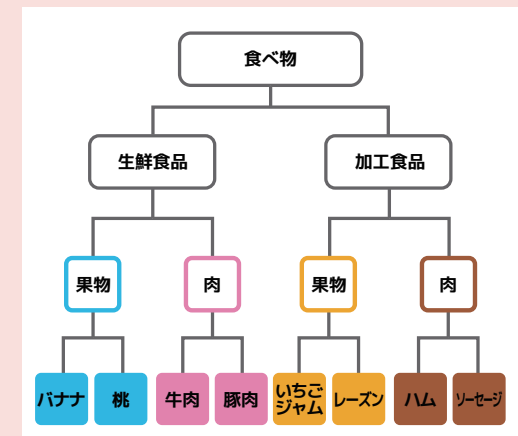 食べ物
生鮮食品
加工食品
果物
肉
果物
肉
バナナ
桃
牛肉
豚肉
いちご
ジャム
レーズン
ハム
ソーセージ